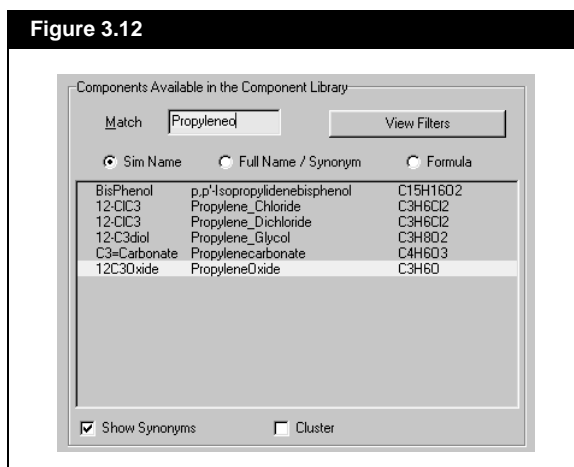 Figure 3.12
Components Available in the Component Library
Match Propyleneo View Filters
Sim Name Full Name / Synonym Formula
BisPhenol p,p'-Isopropylidenebisphenol C15H16O2
12-ClC3 Propylene_Chloride C3H6Cl2
12-ClC3 Propylene_Dichloride C3H6Cl2
12-C3diol Propylene_Glycol C3H8O2
C3=Carbonate Propylenecarbonate C4H6O3
12C3Oxide PropyleneOxide C3H6O
Show Synonyms Cluster